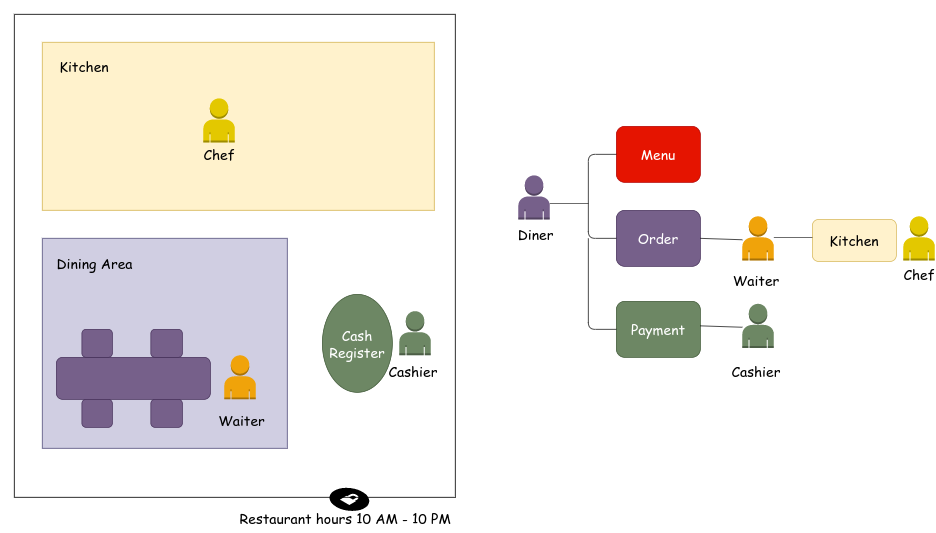 Kitchen
Chef
Dining Area
Waiter
Cash
Register
Cashier
Restaurant hours 10 AM - 10 PM
Diner
Menu
Order
Waiter
Kitchen
Chef
Payment
Cashier